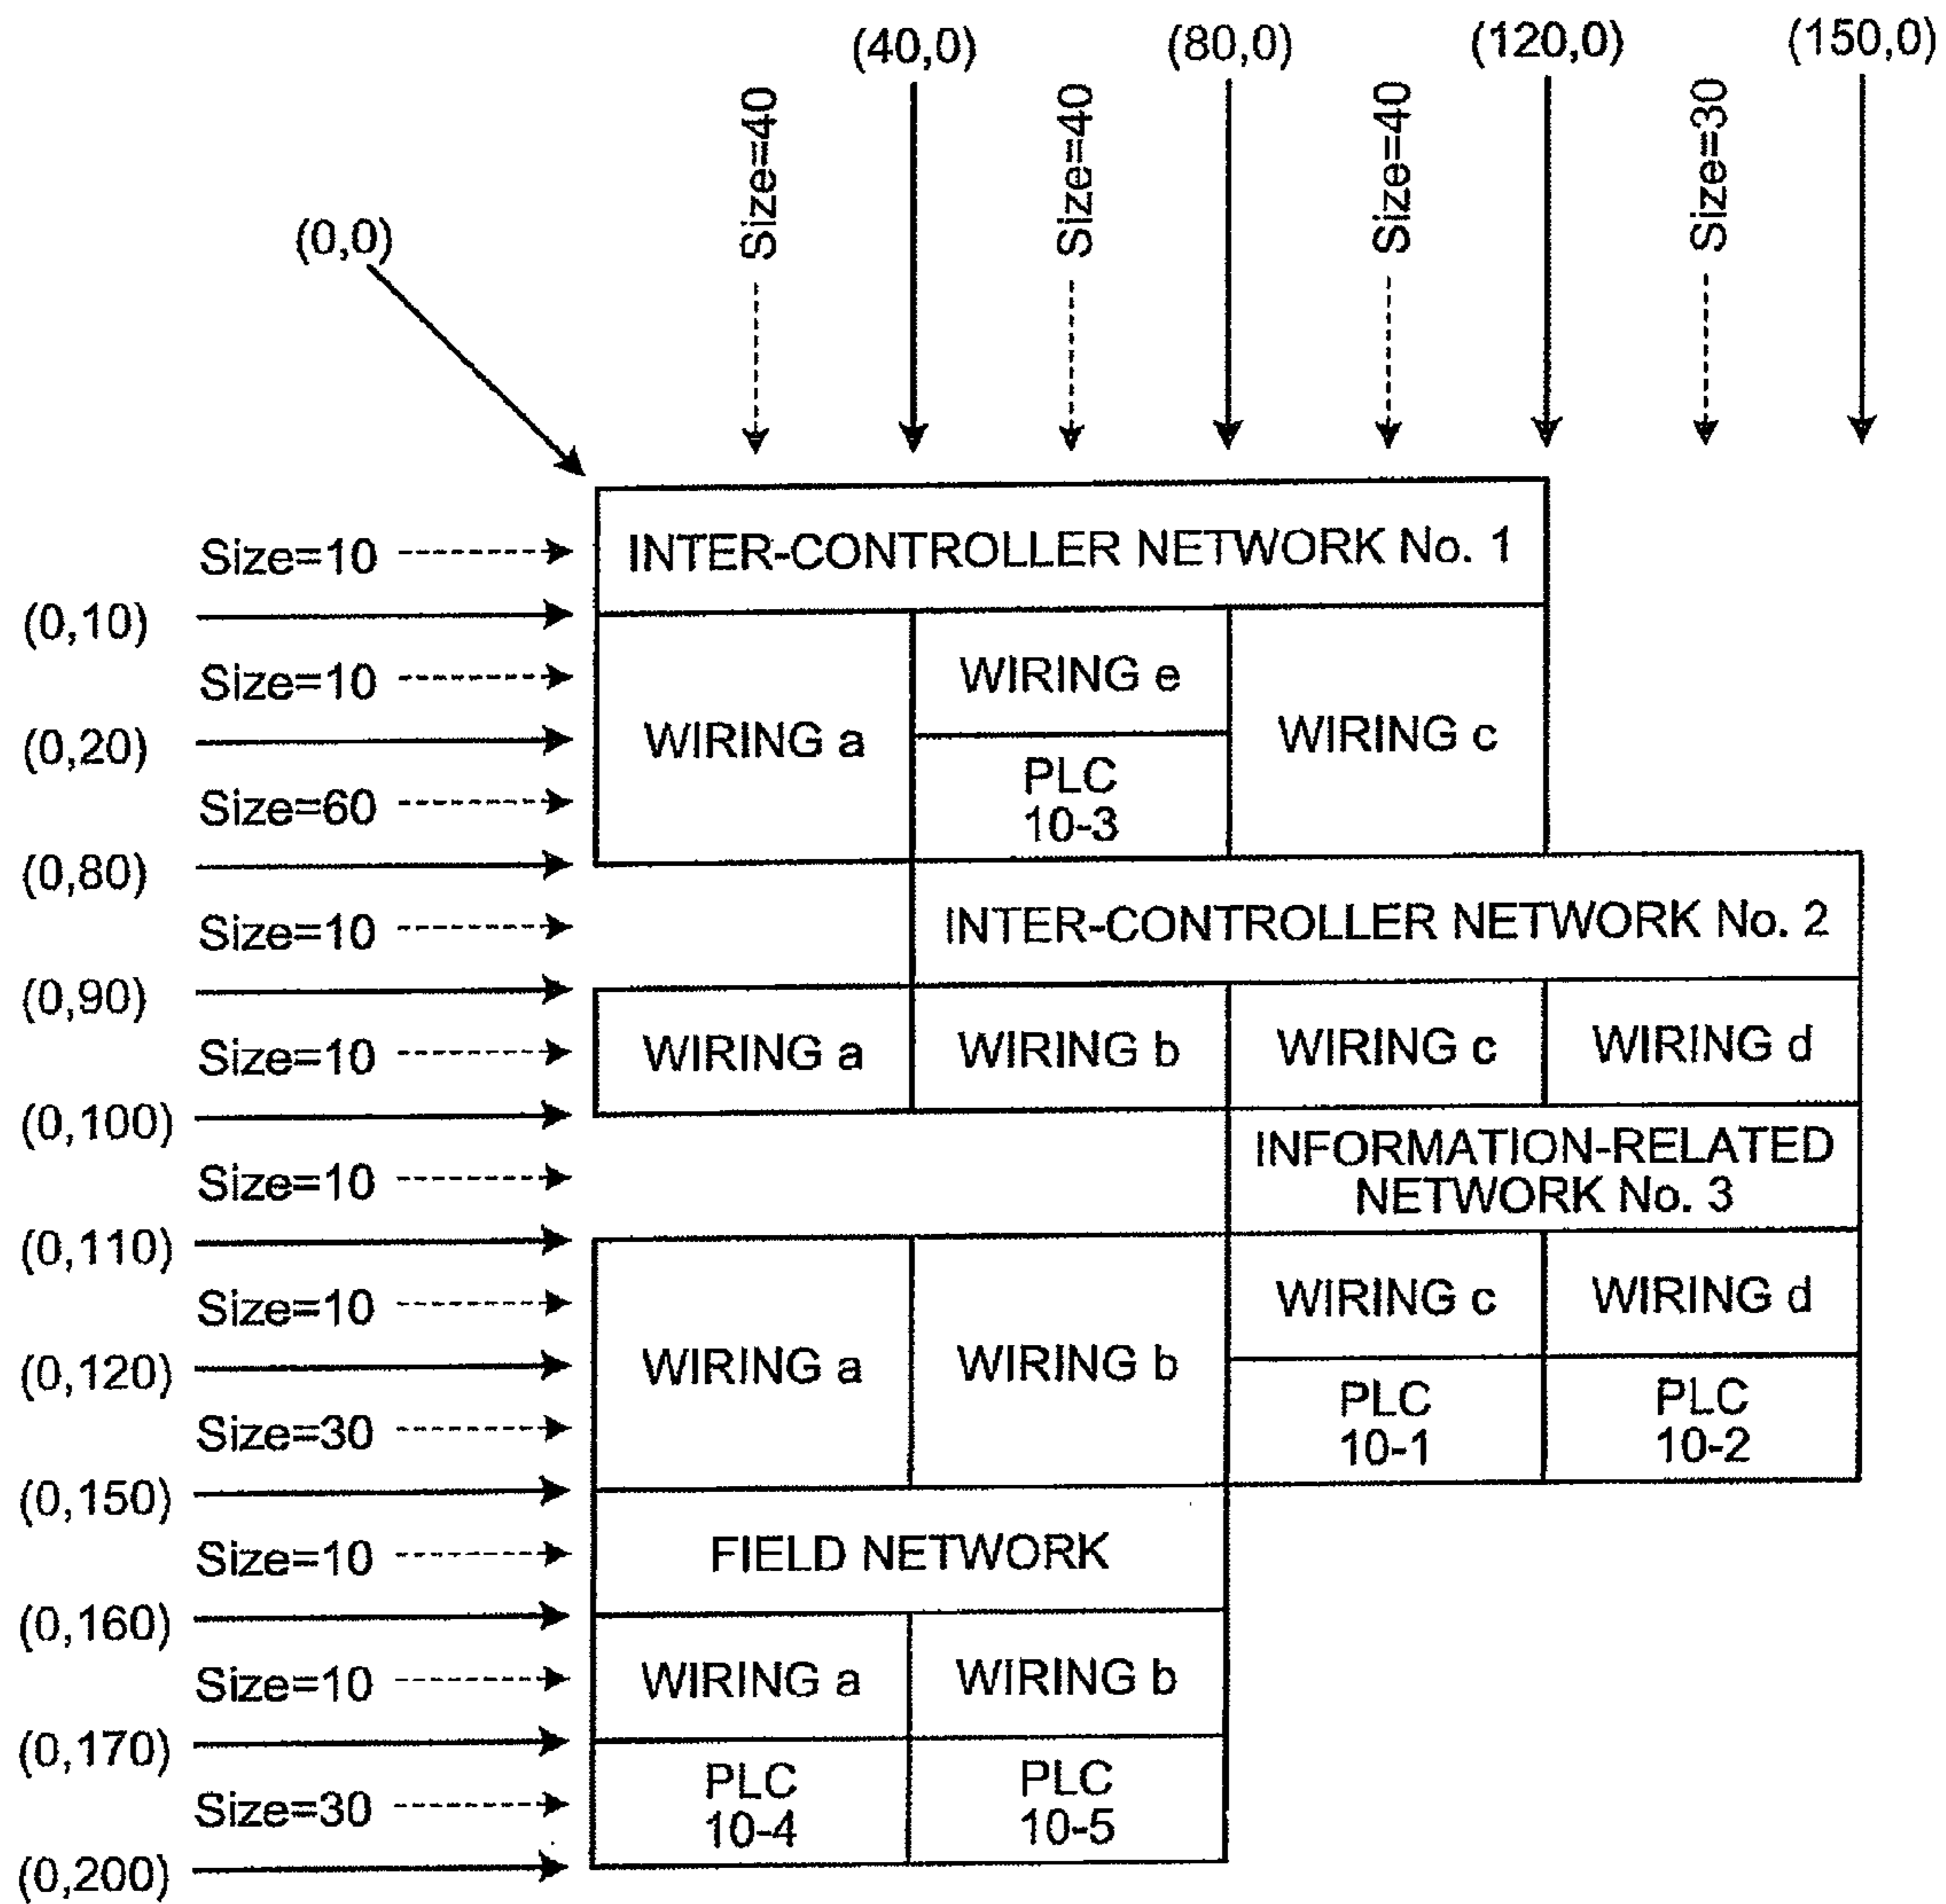 (40,0) (80,0) (120,0) (150,0)
Size=40 Size=40 Size=40 Size=30
(0,0)
Size=10 INTER-CONTROLLER NETWORK No. 1
(0,10)
Size=10 WIRING e
(0,20) WIRING a WIRING c
Size=60 PLC
10-3
(0,80)
Size=10 INTER-CONTROLLER NETWORK No. 2
(0,90)
Size=10 WIRING a WIRING b WIRING c WIRING d
(0,100)
Size=10 INFORMATION-RELATED
NETWORK No. 3
(0,110)
Size=10 WIRING c WIRING d
(0,120) WIRING a WIRING b
Size=30 PLC PLC
10-1 10-2
(0,150)
Size=10 FIELD NETWORK
(0,160)
Size=10 WIRING a WIRING b
(0,170)
Size=30 PLC PLC
10-4 10-5
(0,200)